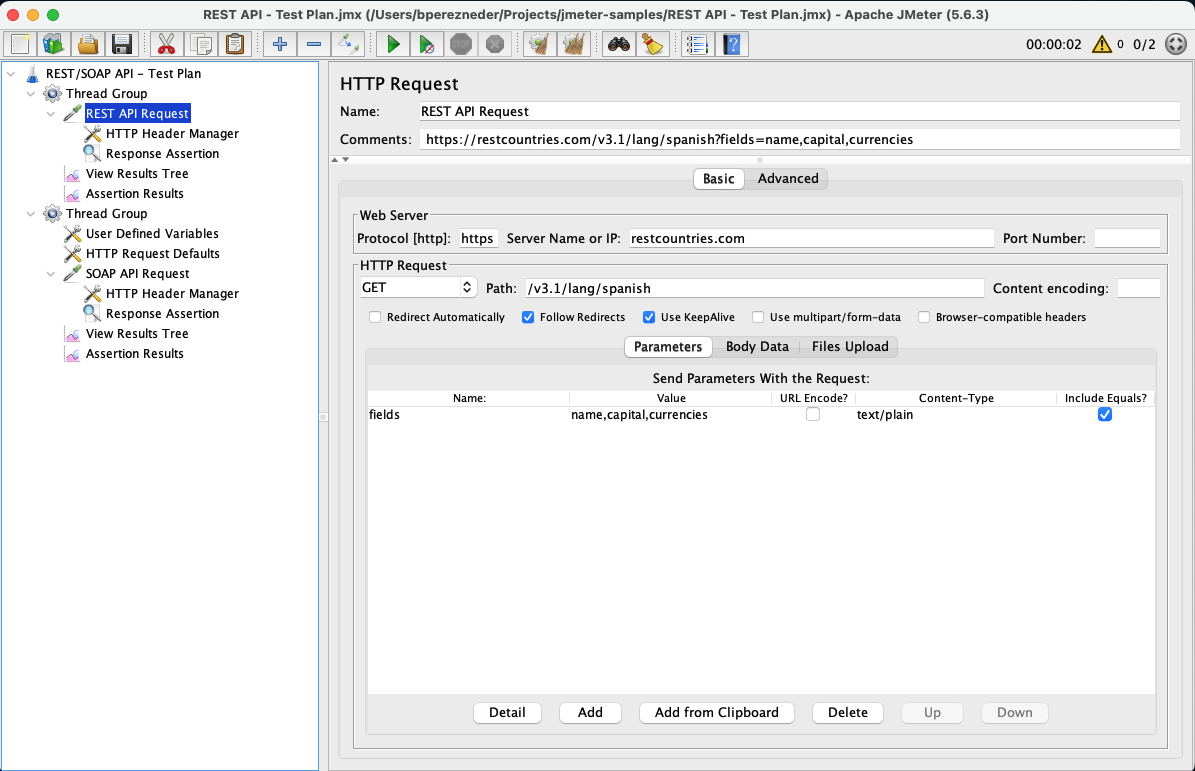 REST API - Test Plan.jmx (/Users/bperezneder/Projects/jmeter-samples/REST API - Test Plan.jmx) - Apache JMeter (5.6.3)
STOP
00:00:02 0 0/2
REST/SOAP API - Test Plan
Thread Group
REST API Request
HTTP Header Manager
Response Assertion
View Results Tree
Assertion Results
Thread Group
User Defined Variables
HTTP Request Defaults
SOAP API Request
HTTP Header Manager
Response Assertion
View Results Tree
Assertion Results
HTTP Request
Name: REST API Request
Comments: https://restcountries.com/v3.1/lang/spanish?fields=name,capital,currencies
Basic Advanced
Web Server
Protocol [http]: https Server Name or IP: restcountries.com Port Number:
HTTP Request
GET Path: /v3.1/lang/spanish Content encoding:
Redirect Automatically Follow Redirects Use KeepAlive Use multipart/form-data Browser-compatible headers
Parameters Body Data Files Upload
Send Parameters With the Request:
Name: Value URL Encode? Content-Type Include Equals?
fields name,capital,currencies text/plain
Detail Add Add from Clipboard Delete Up Down